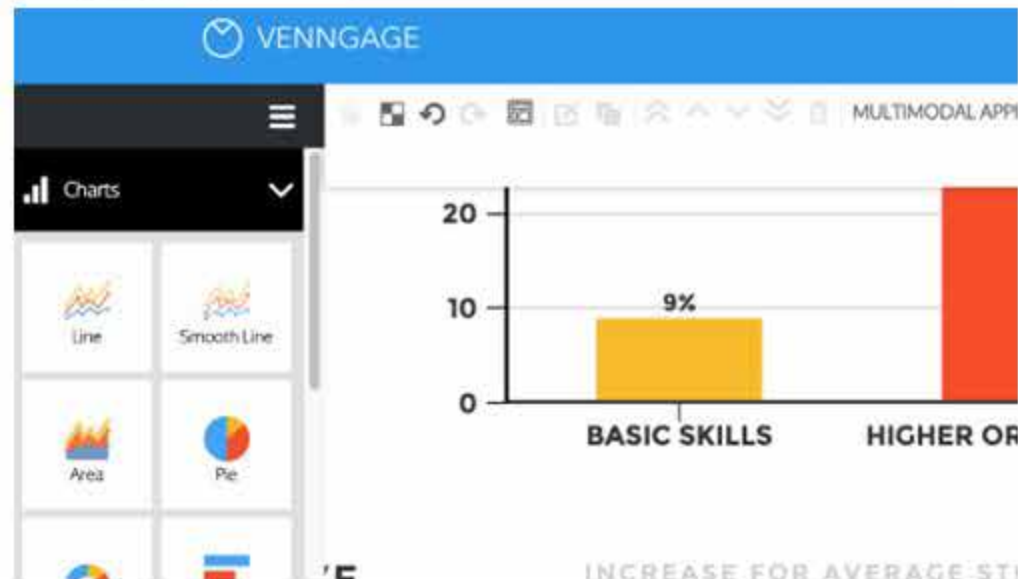 VENNGAGE
MULTIMODAL APP
Charts
20
9%
10
Line
Smooth Line
0
BASIC SKILLS
HIGHER OR
Area
Pie
INCREASE FOR AVERAGE ST